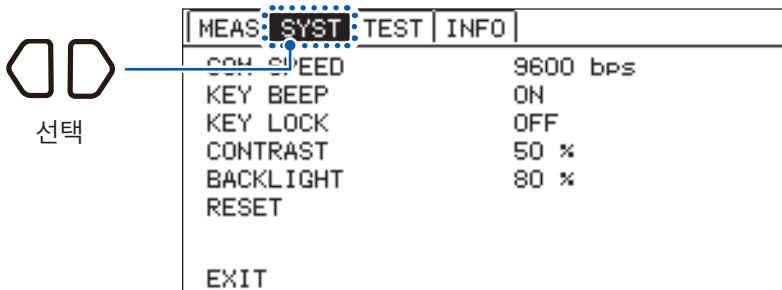 MEAS SYST TEST INFO
선택
COM SPEED 9600 bps
KEY BEEP ON
KEY LOCK OFF
CONTRAST 50 %
BACKLIGHT 80 %
RESET
EXIT